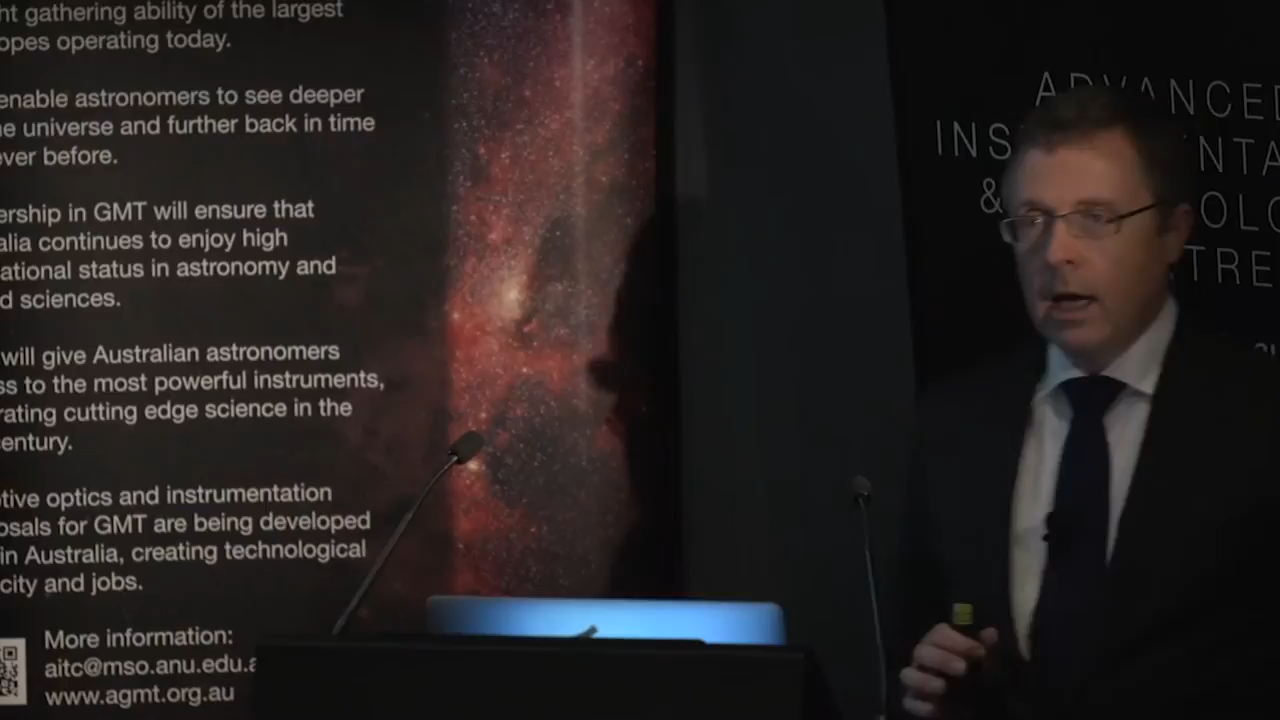 ht gathering ability of the largest
opes operating today.
enable astronomers to see deeper
e universe and further back in time
ever before.
ership in GMT will ensure that
alia continues to enjoy high
ational status in astronomy and
d sciences.
will give Australian astronomers
ss to the most powerful instruments,
rating cutting edge science in the
entury.
tive optics and instrumentation
osals for GMT are being developed
in Australia, creating technological
city and jobs.
More information:
aitc@mso.anu.edu.a
www.agmt.org.au
ADVANCED
INS NTA
& OLO
TRE